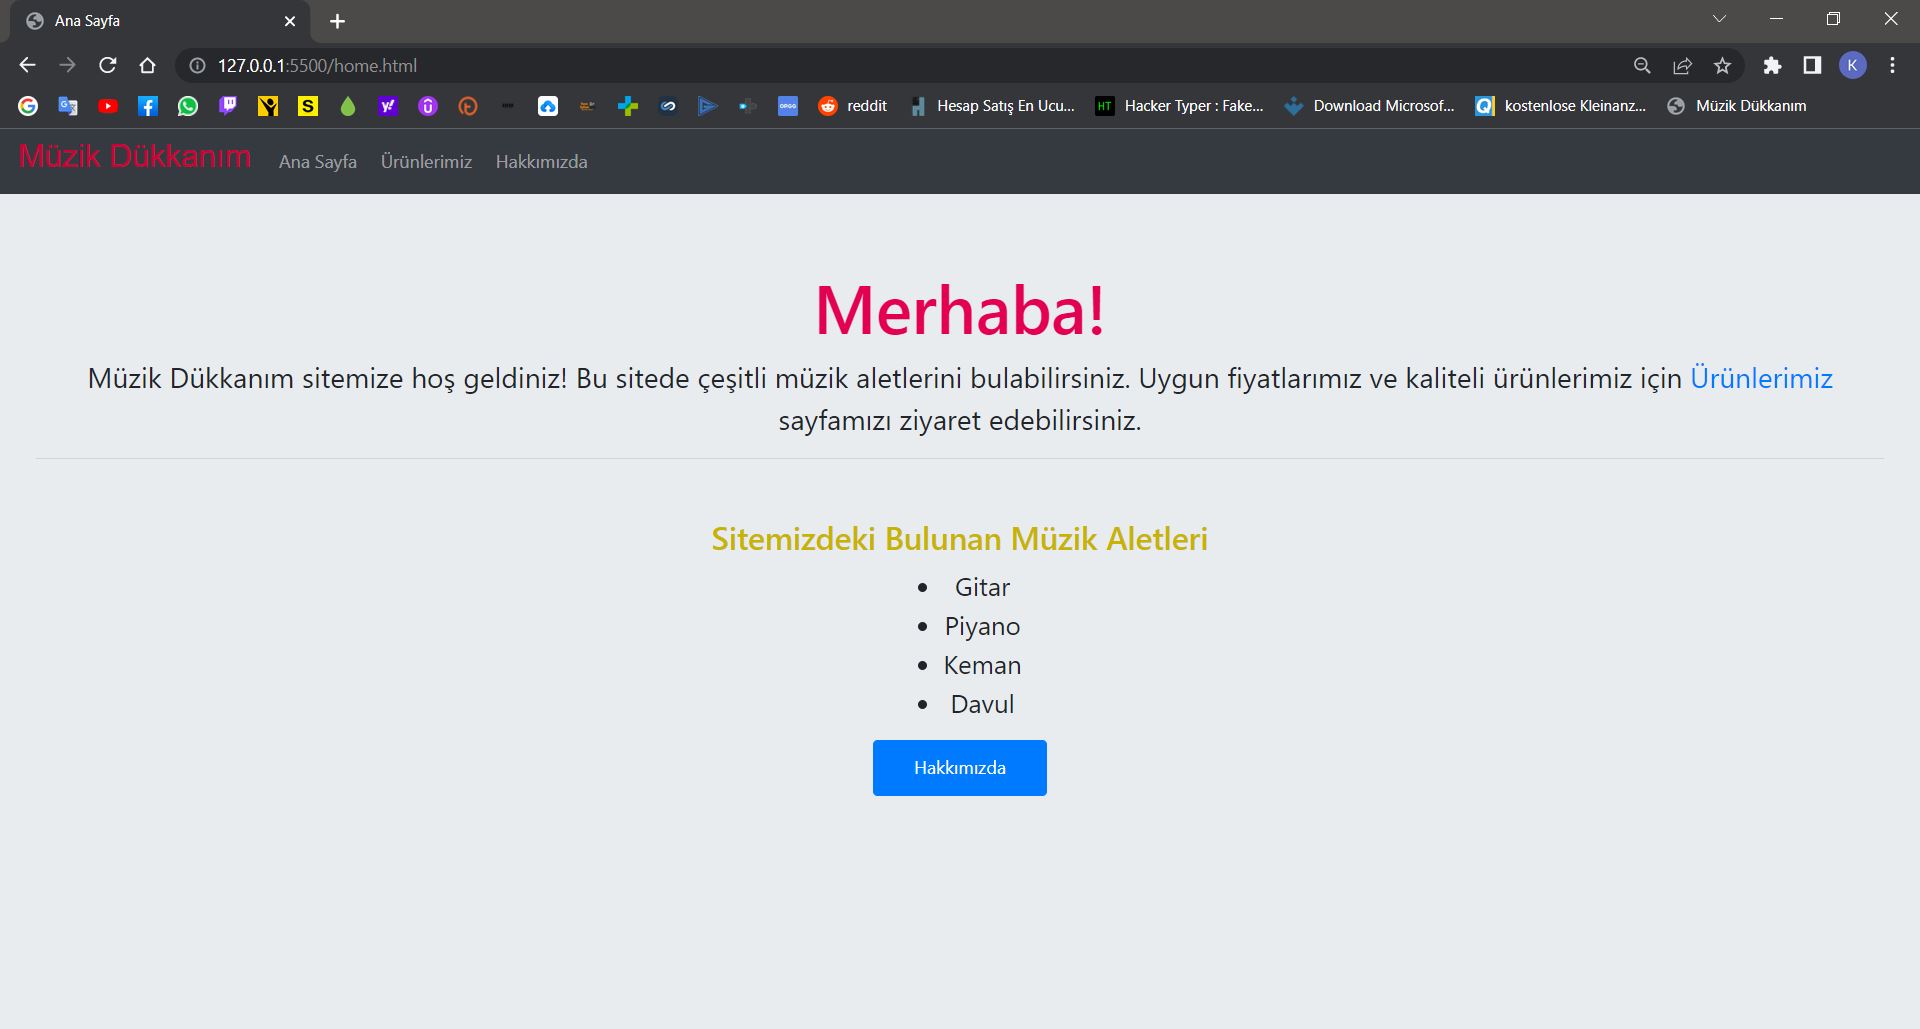 Ana Sayfa
127.0.0.1:5500/home.html
K
reddit
Hesap Satış En Ucu...
HT
Hacker Typer : Fake...
Download Microsof...
kostenlose Kleinanz...
Müzik Dükkanım
Müzik Dükkanım
Ana Sayfa
Ürünlerimiz
Hakkımızda
Merhaba!
Müzik Dükkanım sitemize hoş geldiniz! Bu sitede çeşitli müzik aletlerini bulabilirsiniz. Uygun fiyatlarımız ve kaliteli ürünlerimiz için Ürünlerimiz
sayfamızı ziyaret edebilirsiniz.
Sitemizdeki Bulunan Müzik Aletleri
Gitar
Piyano
Keman
Davul
Hakkımızda